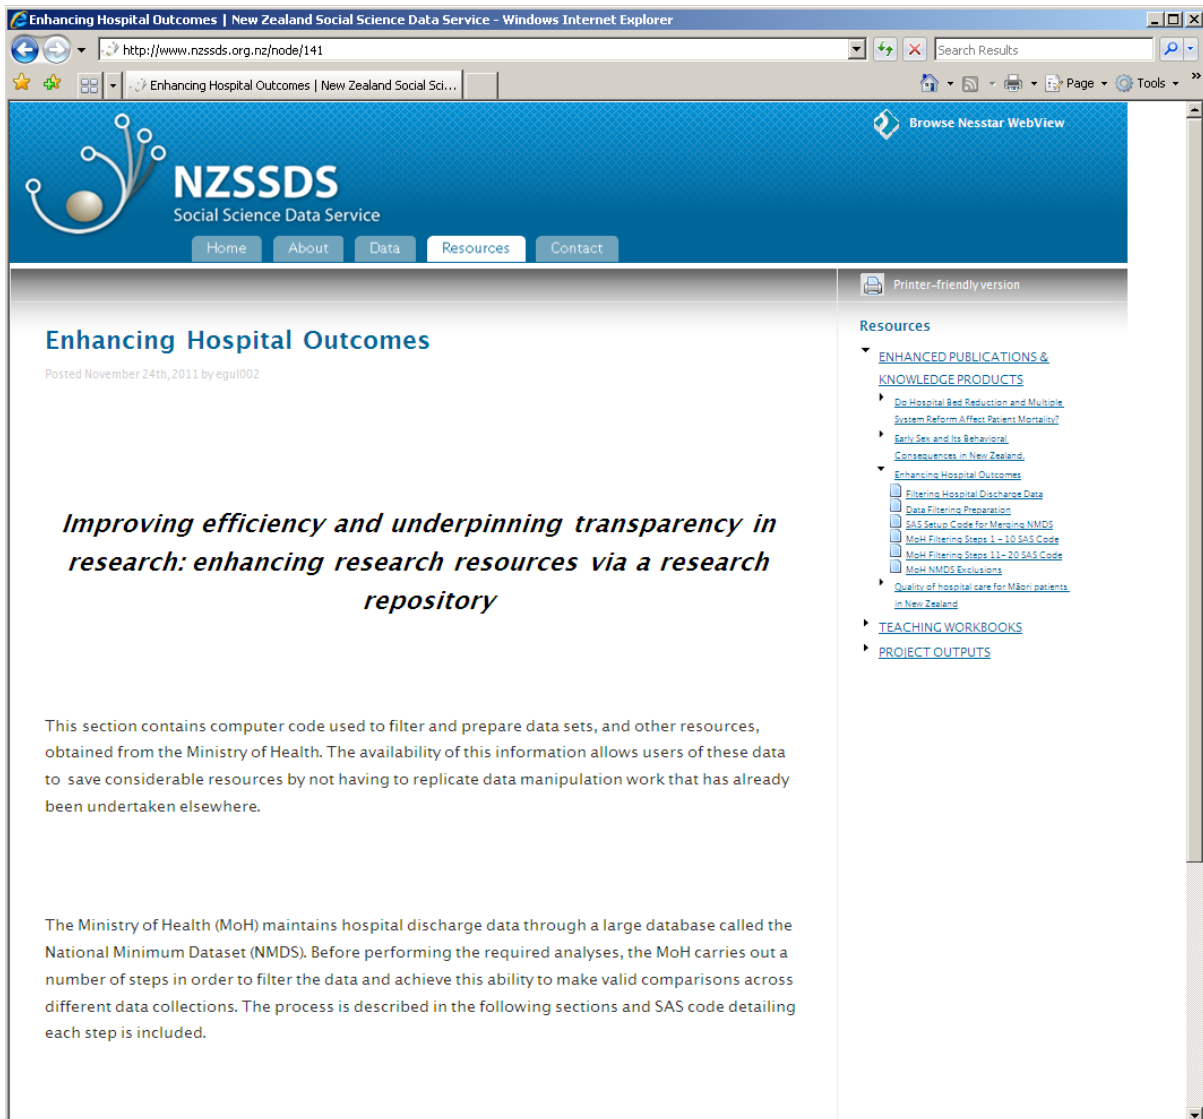 Enhancing Hospital Outcomes | New Zealand Social Science Data Service - Windows Internet Explorer
http://www.nzssds.org.nz/node/141
Search Results
Enhancing Hospital Outcomes | New Zealand Social Sci...
Page
Tools
»
Browse Nesstar WebView
NZSSDS
Social Science Data Service
Home
About
Data
Resources
Contact
Printer-friendly version
Enhancing Hospital Outcomes
Posted November 24th, 2011 by egul002
Improving efficiency and underpinning transparency in
research: enhancing research resources via a research
repository
This section contains computer code used to filter and prepare data sets, and other resources,
obtained from the Ministry of Health. The availability of this information allows users of these data
to save considerable resources by not having to replicate data manipulation work that has already
been undertaken elsewhere.
The Ministry of Health (MoH) maintains hospital discharge data through a large database called the
National Minimum Dataset (NMDS). Before performing the required analyses, the MoH carries out a
number of steps in order to filter the data and achieve this ability to make valid comparisons across
different data collections. The process is described in the following sections and SAS code detailing
each step is included.
Resources
ENHANCED PUBLICATIONS &
KNOWLEDGE PRODUCTS
Do Hospital Bed Reduction and Multiple
System Reform Affect Patient Mortality?
Early Sex and Its Behavioral
Consequences in New Zealand.
Enhancing Hospital Outcomes
Filtering Hospital Discharge Data
Data Filtering Preparation
SAS Setup Code for Merging NMDS
MoH Filtering Steps 1 - 10 SAS Code
MoH Filtering Steps 11- 20 SAS Code
MoH NMDS Exclusions
Quality of hospital care for Māori patients
in New Zealand
TEACHING WORKBOOKS
PROJECT OUTPUTS